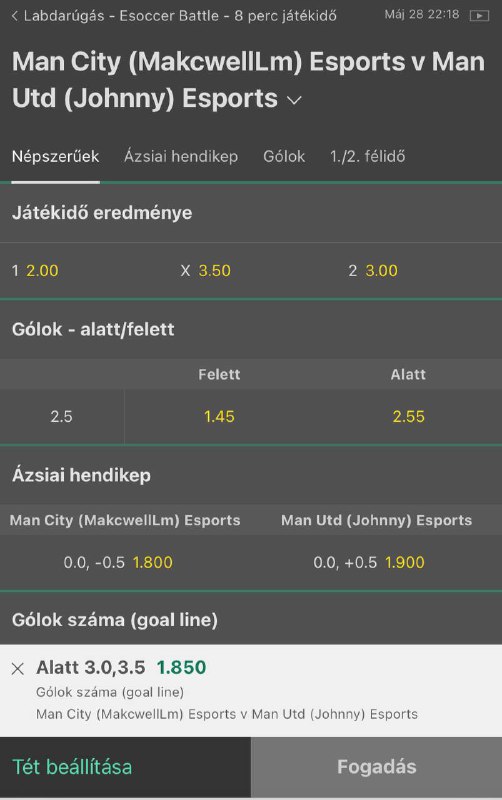 < Labdarúgás - Esoccer Battle - 8 perc játékidő Máj 28 22:18
Man City (MakcwellLm) Esports v Man
Utd (Johnny) Esports
Népszerűek Ázsiai hendikep Gólok 1./2. félidő
Játékidő eredménye
1 2.00 X 3.50 2 3.00
Gólok - alatt/felett
Felett Alatt
2.5 1.45 2.55
Ázsiai hendikep
Man City (MakcwellLm) Esports Man Utd (Johnny) Esports
0.0, -0.5 1.800 0.0, +0.5 1.900
Gólok száma (goal line)
Alatt 3.0,3.5 1.850
Gólok száma (goal line)
Man City (MakcwellLm) Esports v Man Utd (Johnny) Esports
Tét beállítása Fogadás